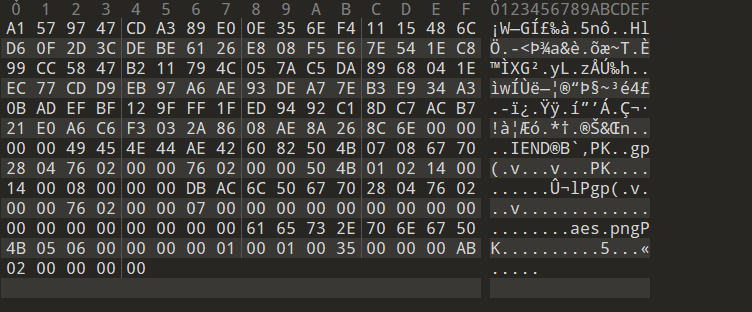 0 1 2 3 4 5 6 7 8 9 A B C D E F 0123456789ABCDEF
A1 57 97 47 CD A3 89 E0 0E 35 6E F4 11 15 48 6C ¡W—GÍ£‰à.5nô..Hl
D6 0F 2D 3C DE BE 61 26 E8 08 F5 E6 7E 54 1E C8 Ö.-<Þ¾a&è.õæ~T.È
99 CC 58 47 B2 11 79 4C 05 7A C5 DA 89 68 04 1E ™ÌXG².yL.zÅÚ‰h..
EC 77 CD D9 EB 97 A6 AE 93 DE A7 7E B3 E9 34 A3 ìwÍÙë—¦®“Þ§~³é4£
0B AD EF BF 12 9F FF 1F ED 94 92 C1 8D C7 AC B7 .-ï¿.Ÿÿ.í”’Á.Ç¬·
21 E0 A6 C6 F3 03 2A 86 08 AE 8A 26 8C 6E 00 00 !à¦Æó.*†.®Š&Œn..
00 00 49 45 4E 44 AE 42 60 82 50 4B 07 08 67 70 ..IEND®B`‚PK..gp
28 04 76 02 00 00 76 02 00 00 50 4B 01 02 14 00 (.v...v...PK....
14 00 08 00 00 00 DB AC 6C 50 67 70 28 04 76 02 ......Û¬lPgp(.v.
00 00 76 02 00 00 07 00 00 00 00 00 00 00 00 00 ..v.............
00 00 00 00 00 00 00 00 61 65 73 2E 70 6E 67 50 ........aes.pngP
4B 05 06 00 00 00 00 01 00 01 00 35 00 00 00 AB K..........5...«
02 00 00 00 00 .....